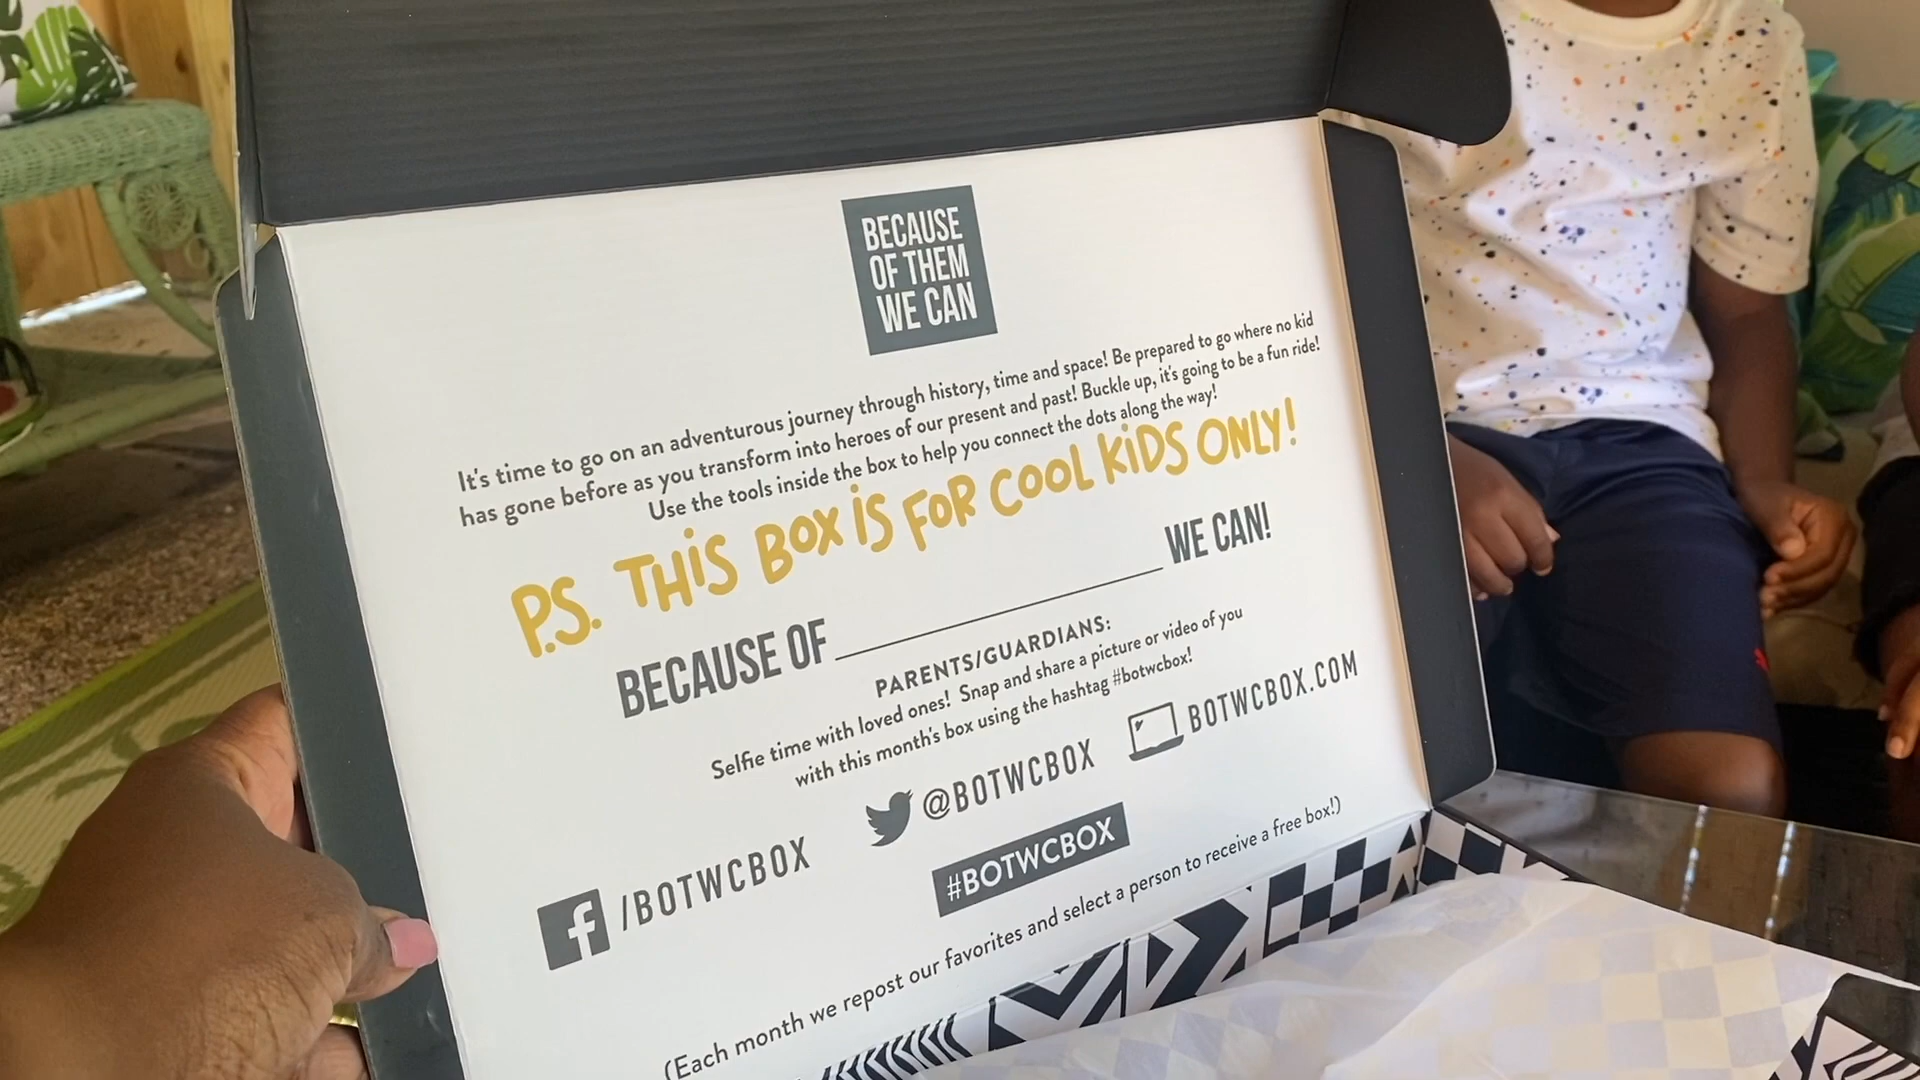 BECAUSE
OF THEM
WE CAN
It's time to go on an adventurous journey through history, time and space! Be prepared to go where no kid
has gone before as you transform into heroes of our present and past! Buckle up, it's going to be a fun ride!
Use the tools inside the box to help you connect the dots along the way!
P.S. THiS BOX iS FOR COOL KiDS ONLY!
BECAUSE OF ____________ WE CAN!
PARENTS/GUARDIANS:
Selfie time with loved ones! Snap and share a picture or video of you
with this month's box using the hashtag #botwcbox!
f /BOTWCBOX @BOTWCBOX BOTWCBOX.COM
#BOTWCBOX
(Each month we repost our favorites and select a person to receive a free box!)